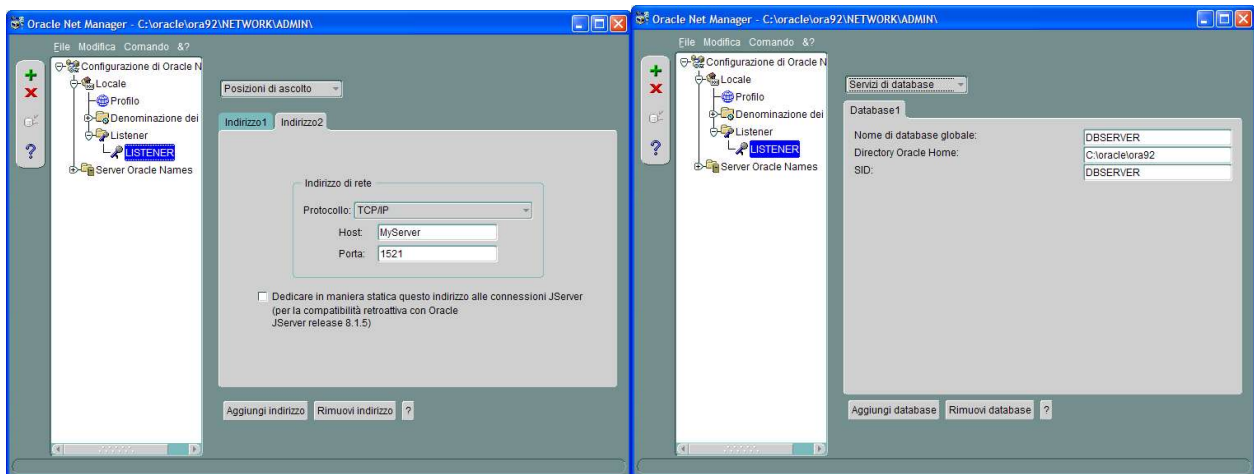 Oracle Net Manager - C:\oracle\ora92\NETWORK\ADMIN\
File Modifica Comando &?
Configurazione di Oracle N
Locale
Profilo
Denominazione dei
Listener
LISTENER
Server Oracle Names
Posizioni di ascolto
Indirizzo1 Indirizzo2
Indirizzo di rete
Protocollo: TCP/IP
Host: MyServer
Porta: 1521
Dedicare in maniera statica questo indirizzo alle connessioni JServer
(per la compatibilità retroattiva con Oracle
JServer release 8.1.5)
Aggiungi indirizzo Rimuovi indirizzo ?
Oracle Net Manager - C:\oracle\ora92\NETWORK\ADMIN\
File Modifica Comando &?
Configurazione di Oracle N
Locale
Profilo
Denominazione dei
Listener
LISTENER
Server Oracle Names
Servizi di database
Database1
Nome di database globale: DBSERVER
Directory Oracle Home: C:\oracle\ora92
SID: DBSERVER
Aggiungi database Rimuovi database ?